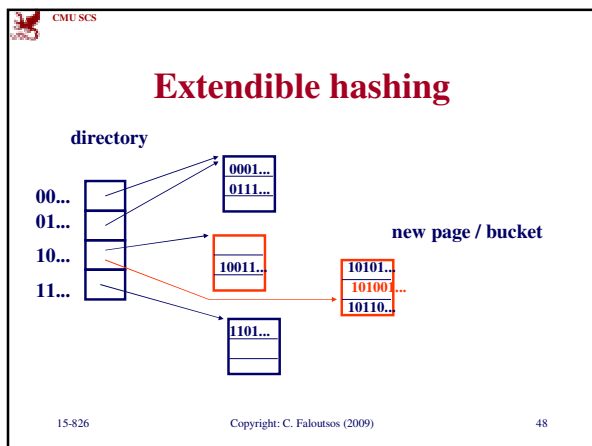 CMU SCS
Extendible hashing
directory
00...
01...
10...
11...
0001...
0111...
10011...
1101...
new page / bucket
10101...
101001...
10110...
15-826
Copyright: C. Faloutsos (2009)
48